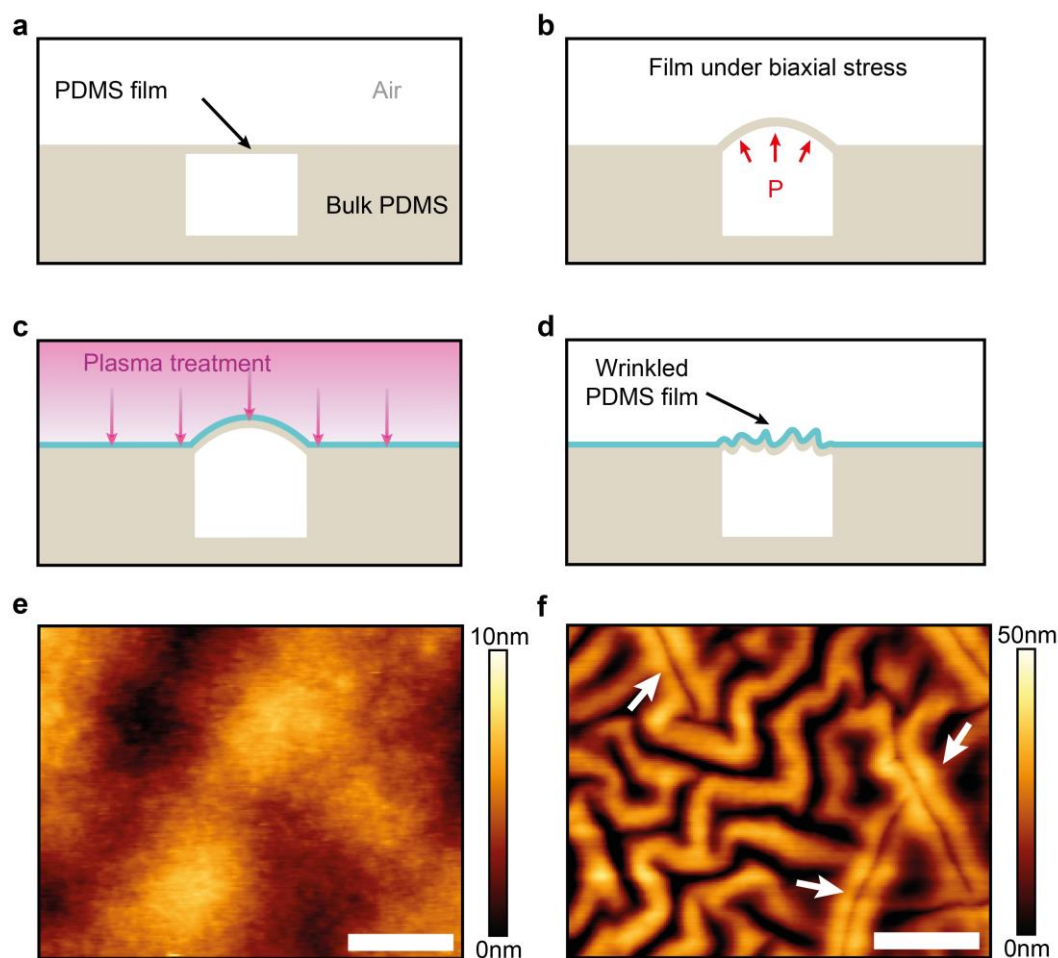 a
PDMS film
Air
Bulk PDMS
b
Film under biaxial stress
P
c
Plasma treatment
d
Wrinkled
PDMS film
e
10nm
0nm
f
50nm
0nm